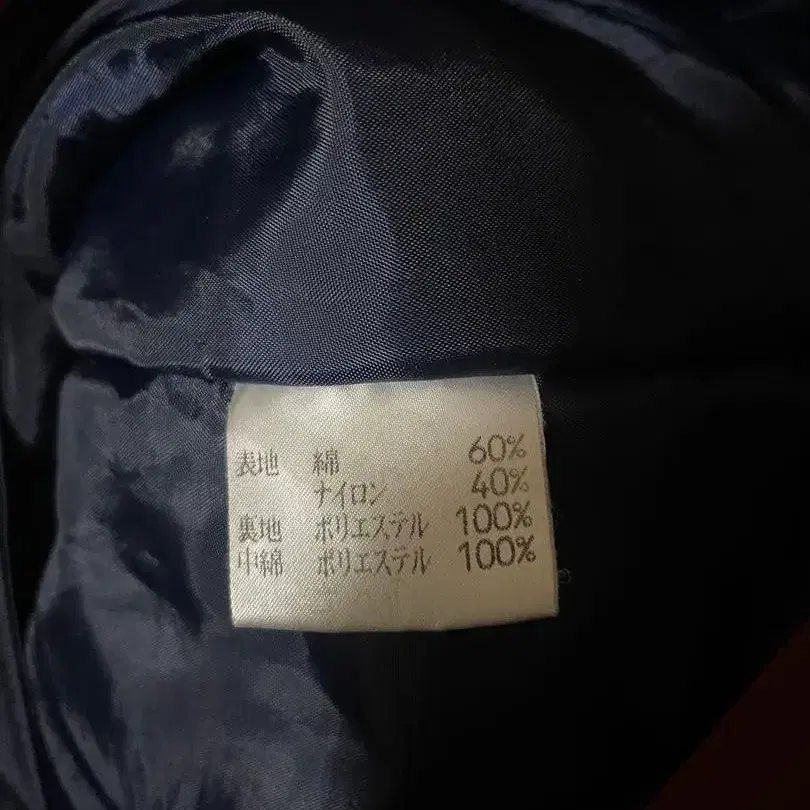 表地 綿 60%
ナイロン 40%
裏地 ポリエステル 100%
中綿 ポリエステル 100%